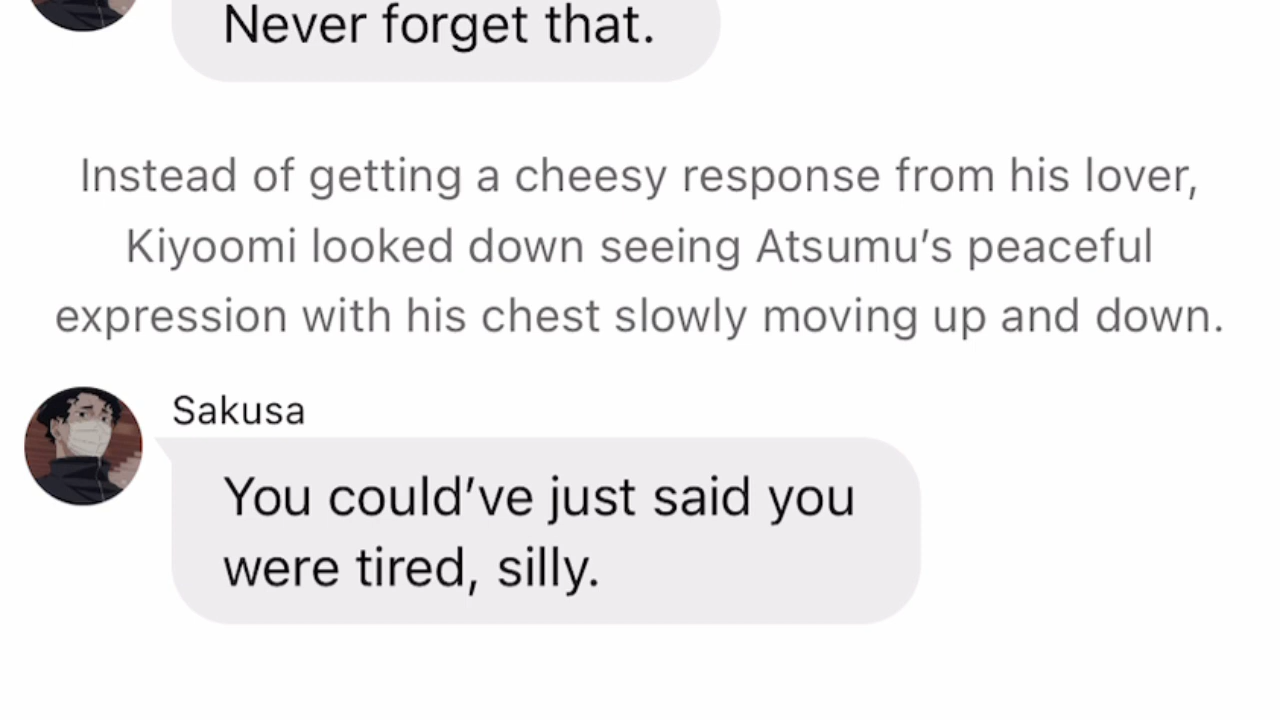 Never forget that.
Instead of getting a cheesy response from his lover,
Kiyoomi looked down seeing Atsumu’s peaceful
expression with his chest slowly moving up and down.
Sakusa
You could’ve just said you
were tired, silly.